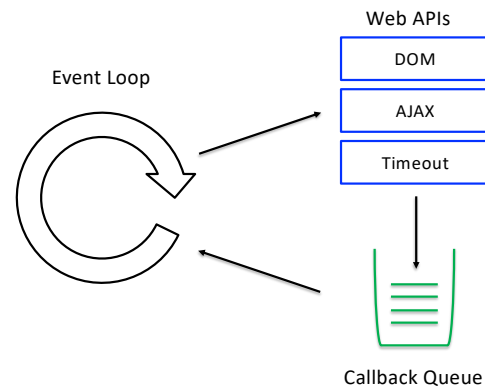 Web APIs
DOM
Event Loop
AJAX
Timeout
Callback Queue